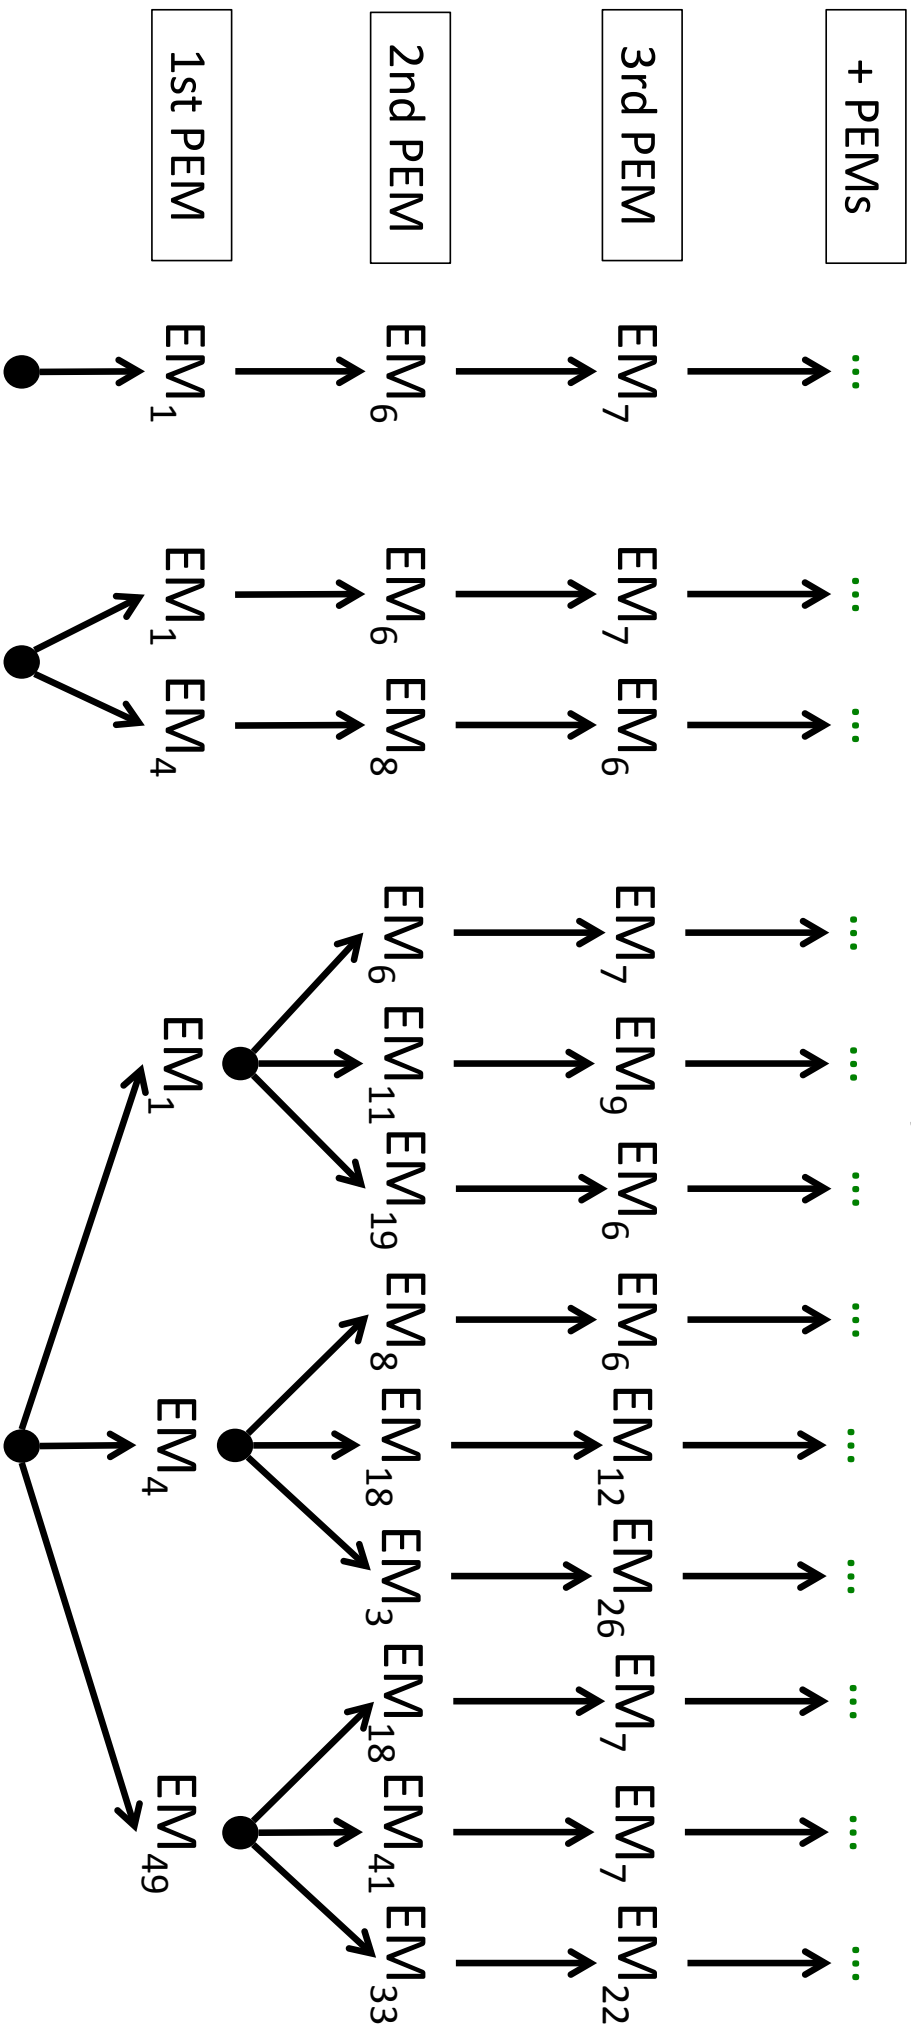 + PEMs ... ... ... ... ... ... ... ... ... ... ... ...
3rd PEM EM₇ EM₇ EM₆ EM₇ EM₉ EM₆ EM₆ EM₁₂ EM₂₆ EM₇ EM₇ EM₂₂
2nd PEM EM₆ EM₆ EM₈ EM₆ EM₁₁ EM₁₉ EM₈ EM₁₈ EM₃ EM₁₈ EM₄₁ EM₃₃
1st PEM EM₁ EM₁ EM₄ EM₁ EM₄ EM₄₉